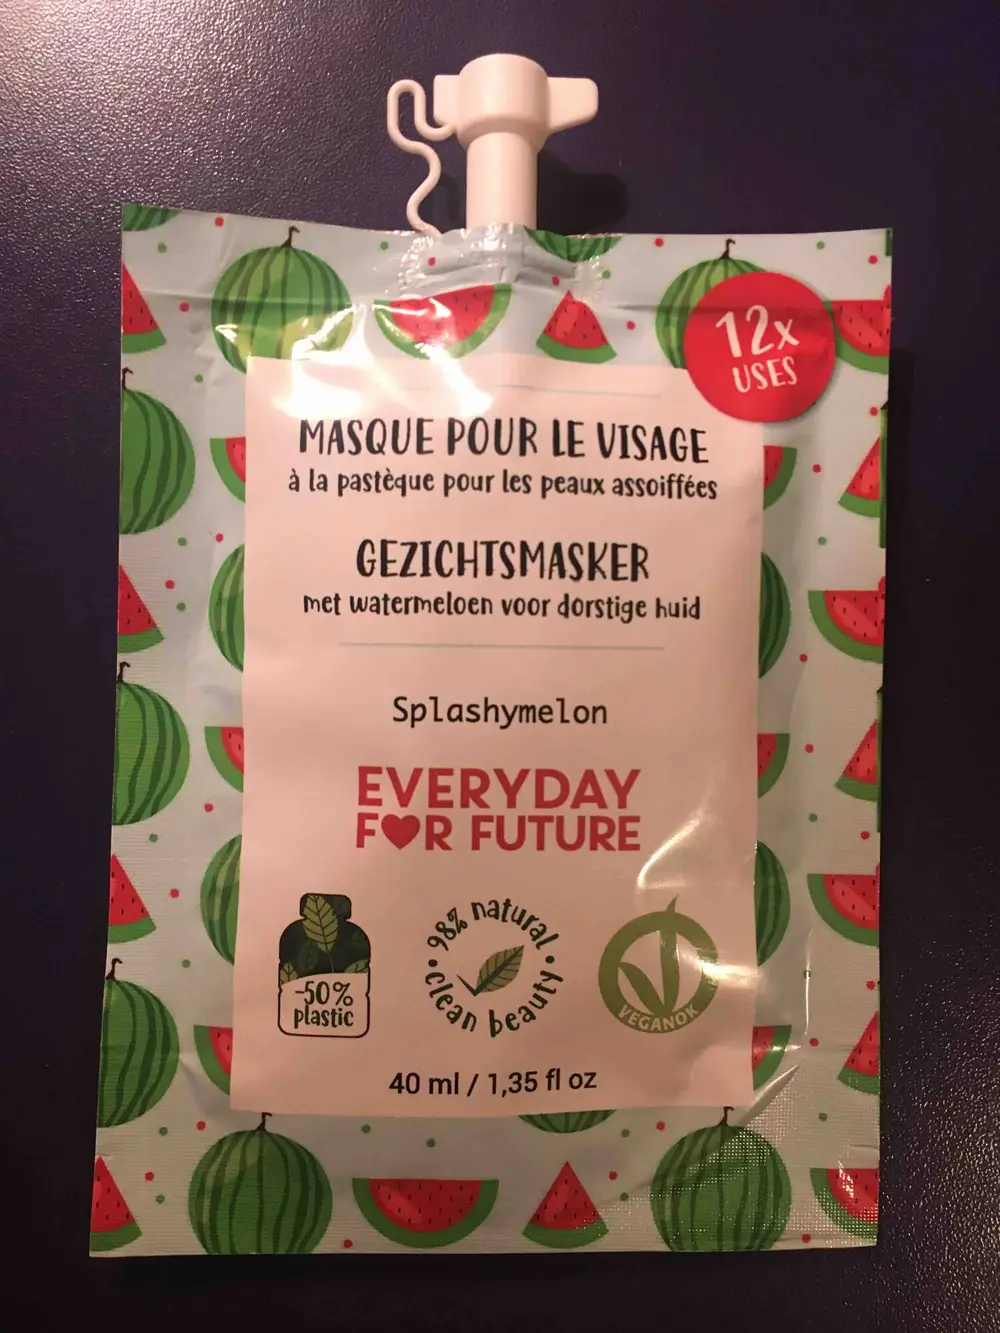 12x
USES
MASQUE POUR LE VISAGE
à la pastèque pour les peaux assoiffées
GEZICHTSMASKER
met watermeloen voor dorstige huid
Splashymelon
EVERYDAY
F♥R FUTURE
-50%
plastic
98% natural
clean beauty
VEGANOK
40 ml / 1,35 fl oz